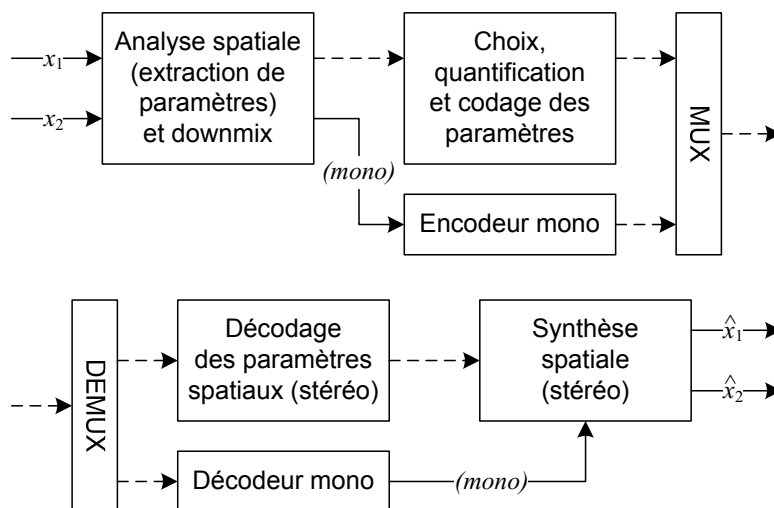 x1
x2
Analyse spatiale
(extraction de
paramètres)
et downmix
(mono)
Choix,
quantification
et codage des
paramètres
Encodeur mono
MUX
DEMUX
Décodage
des paramètres
spatiaux (stéréo)
Décodeur mono
(mono)
Synthèse
spatiale
(stéréo)
x̂1
x̂2